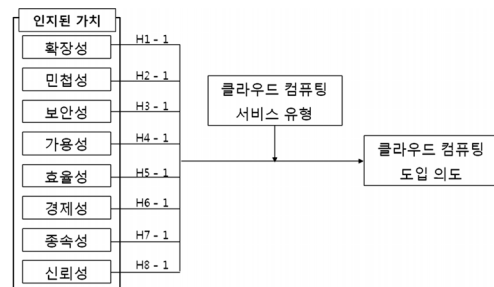 인지된 가치
확장성
H1 - 1
민첩성
H2 - 1
보안성
H3 - 1
가용성
H4 - 1
효율성
H5 - 1
경제성
H6 - 1
종속성
H7 - 1
신뢰성
H8 - 1
클라우드 컴퓨팅
서비스 유형
클라우드 컴퓨팅
도입 의도